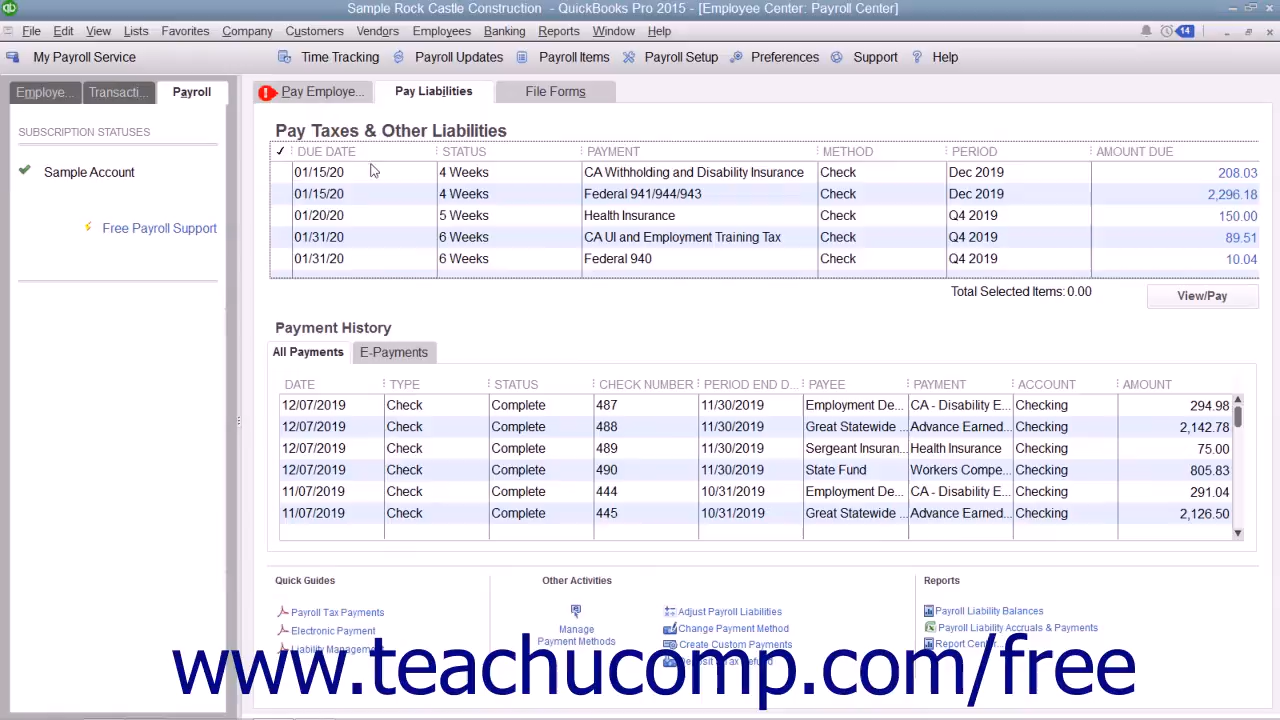 Sample Rock Castle Construction - QuickBooks Pro 2015 - [Employee Center: Payroll Center]
File Edit View Lists Favorites Company Customers Vendors Employees Banking Reports Window Help 14
My Payroll Service Time Tracking Payroll Updates Payroll Items Payroll Setup Preferences Support ? Help
Employe... Transacti... Payroll
! Pay Employe... Pay Liabilities File Forms
SUBSCRIPTION STATUSES
Sample Account
Free Payroll Support
Pay Taxes & Other Liabilities
✓ DUE DATE STATUS PAYMENT METHOD PERIOD AMOUNT DUE
01/15/20 4 Weeks CA Withholding and Disability Insurance Check Dec 2019 208.03
01/15/20 4 Weeks Federal 941/944/943 Check Dec 2019 2,296.18
01/20/20 5 Weeks Health Insurance Check Q4 2019 150.00
01/31/20 6 Weeks CA UI and Employment Training Tax Check Q4 2019 89.51
01/31/20 6 Weeks Federal 940 Check Q4 2019 10.04
Total Selected Items: 0.00 View/Pay
Payment History
All Payments E-Payments
DATE TYPE STATUS CHECK NUMBER PERIOD END D... PAYEE PAYMENT ACCOUNT AMOUNT
12/07/2019 Check Complete 487 11/30/2019 Employment De... CA - Disability E... Checking 294.98
12/07/2019 Check Complete 488 11/30/2019 Great Statewide ... Advance Earned... Checking 2,142.78
12/07/2019 Check Complete 489 11/30/2019 Sergeant Insuran... Health Insurance Checking 75.00
12/07/2019 Check Complete 490 11/30/2019 State Fund Workers Compe... Checking 805.83
11/07/2019 Check Complete 444 10/31/2019 Employment De... CA - Disability E... Checking 291.04
11/07/2019 Check Complete 445 10/31/2019 Great Statewide ... Advance Earned... Checking 2,126.50
Quick Guides Other Activities Reports
Payroll Tax Payments Adjust Payroll Liabilities Payroll Liability Balances
Electronic Payment Manage Payment Methods Change Payment Method Payroll Liability Accruals & Payments
Liability Create Custom Payments Report Center
www.teachucomp.com/free